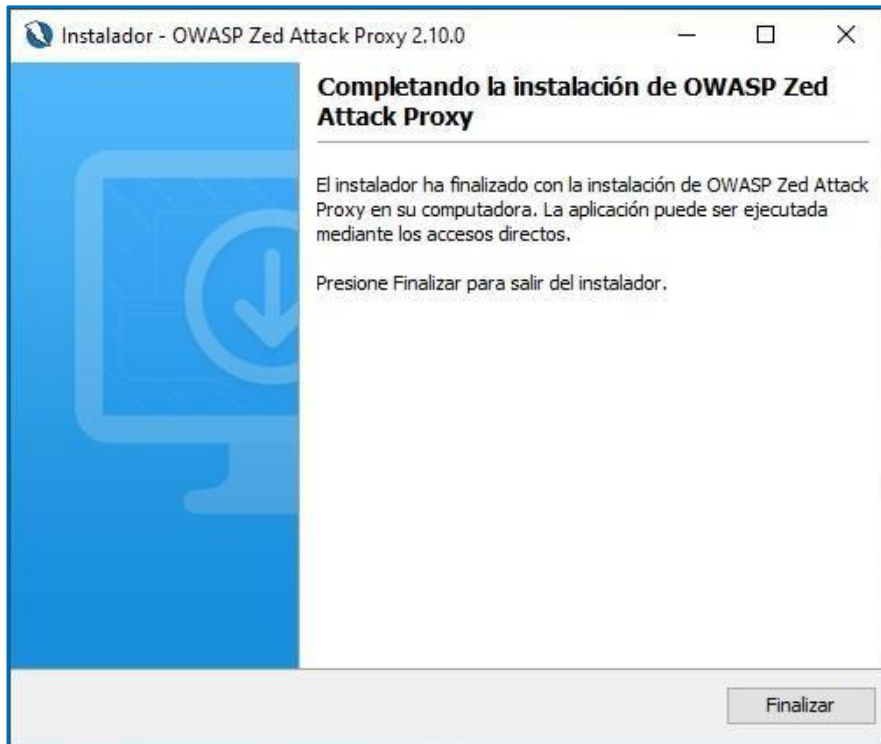 Instalador - OWASP Zed Attack Proxy 2.10.0
Completando la instalación de OWASP Zed
Attack Proxy
El instalador ha finalizado con la instalación de OWASP Zed Attack
Proxy en su computadora. La aplicación puede ser ejecutada
mediante los accesos directos.
Presione Finalizar para salir del instalador.
Finalizar